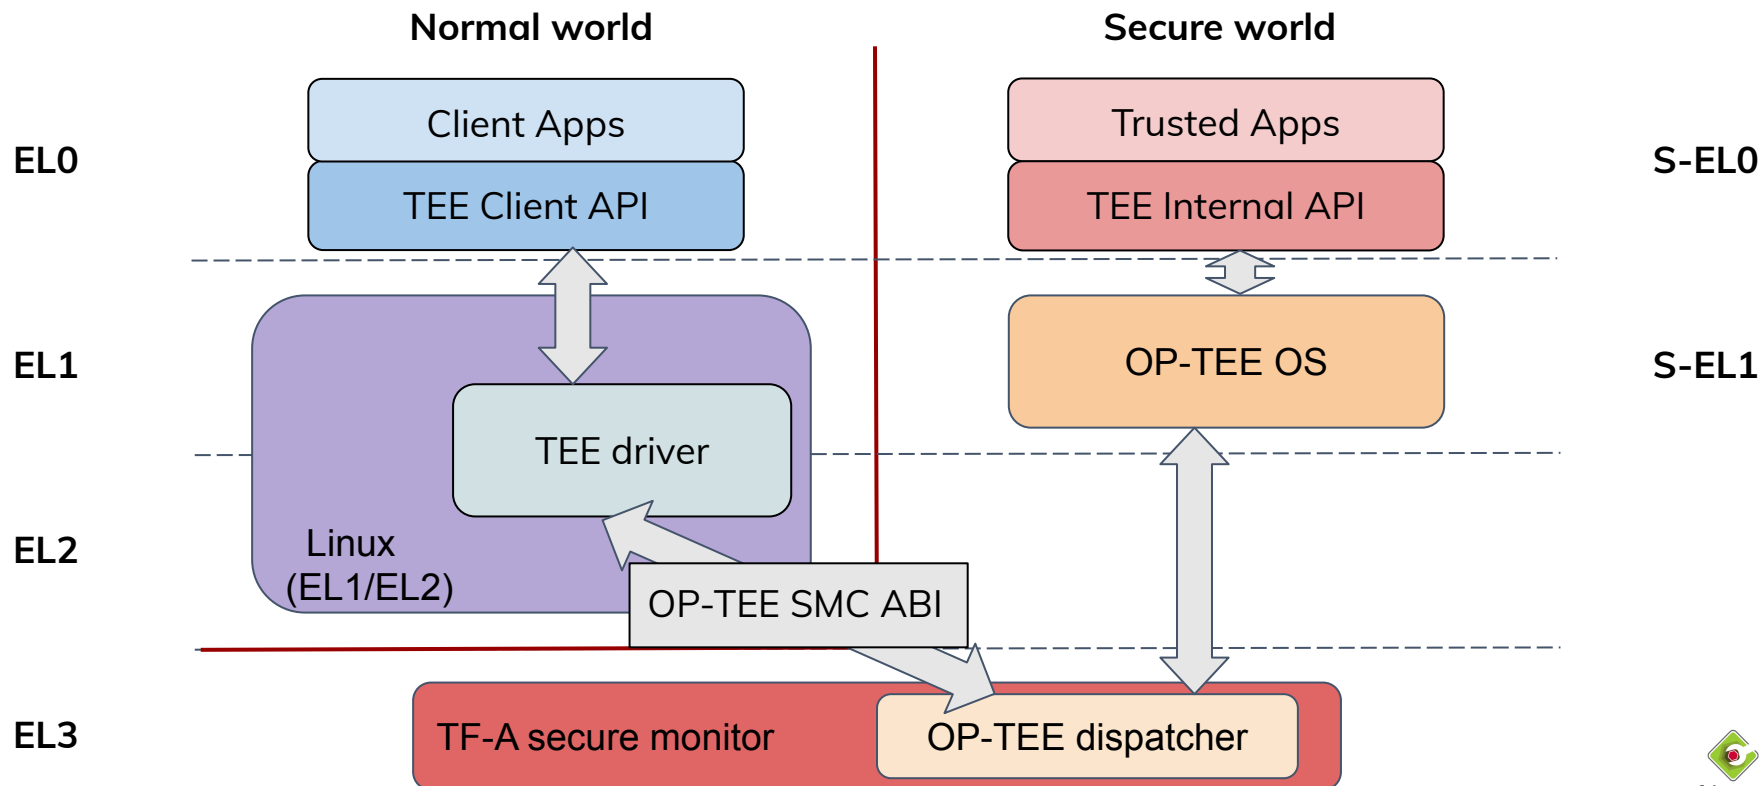 Normal world
Secure world
Client Apps
Trusted Apps
EL0
S-EL0
TEE Client API
TEE Internal API
EL1
OP-TEE OS
S-EL1
TEE driver
EL2
Linux
(EL1/EL2)
OP-TEE SMC ABI
EL3
TF-A secure monitor
OP-TEE dispatcher